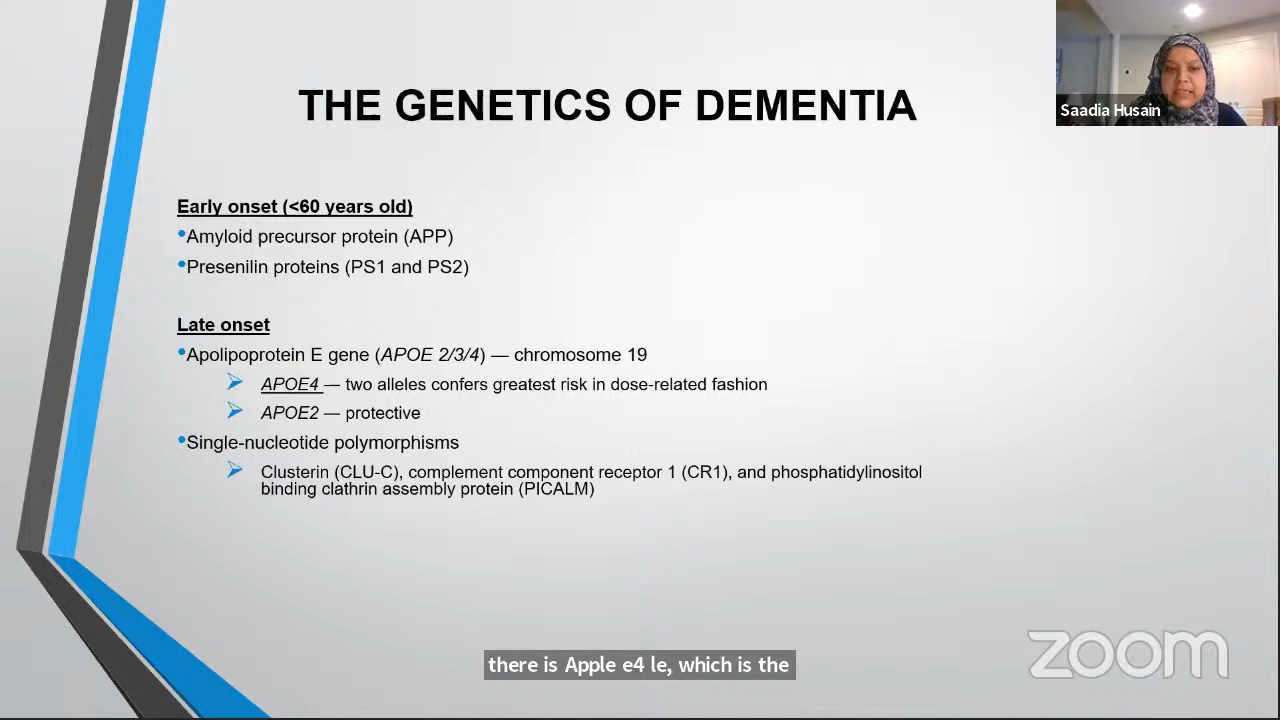 THE GENETICS OF DEMENTIA
Saadia Husain
Early onset (<60 years old)
•Amyloid precursor protein (APP)
•Presenilin proteins (PS1 and PS2)
Late onset
•Apolipoprotein E gene (APOE 2/3/4) — chromosome 19
➢ APOE4 — two alleles confers greatest risk in dose-related fashion
➢ APOE2 — protective
•Single-nucleotide polymorphisms
➢ Clusterin (CLU-C), complement component receptor 1 (CR1), and phosphatidylinositol
binding clathrin assembly protein (PICALM)
there is Apple e4 le, which is the
zoom